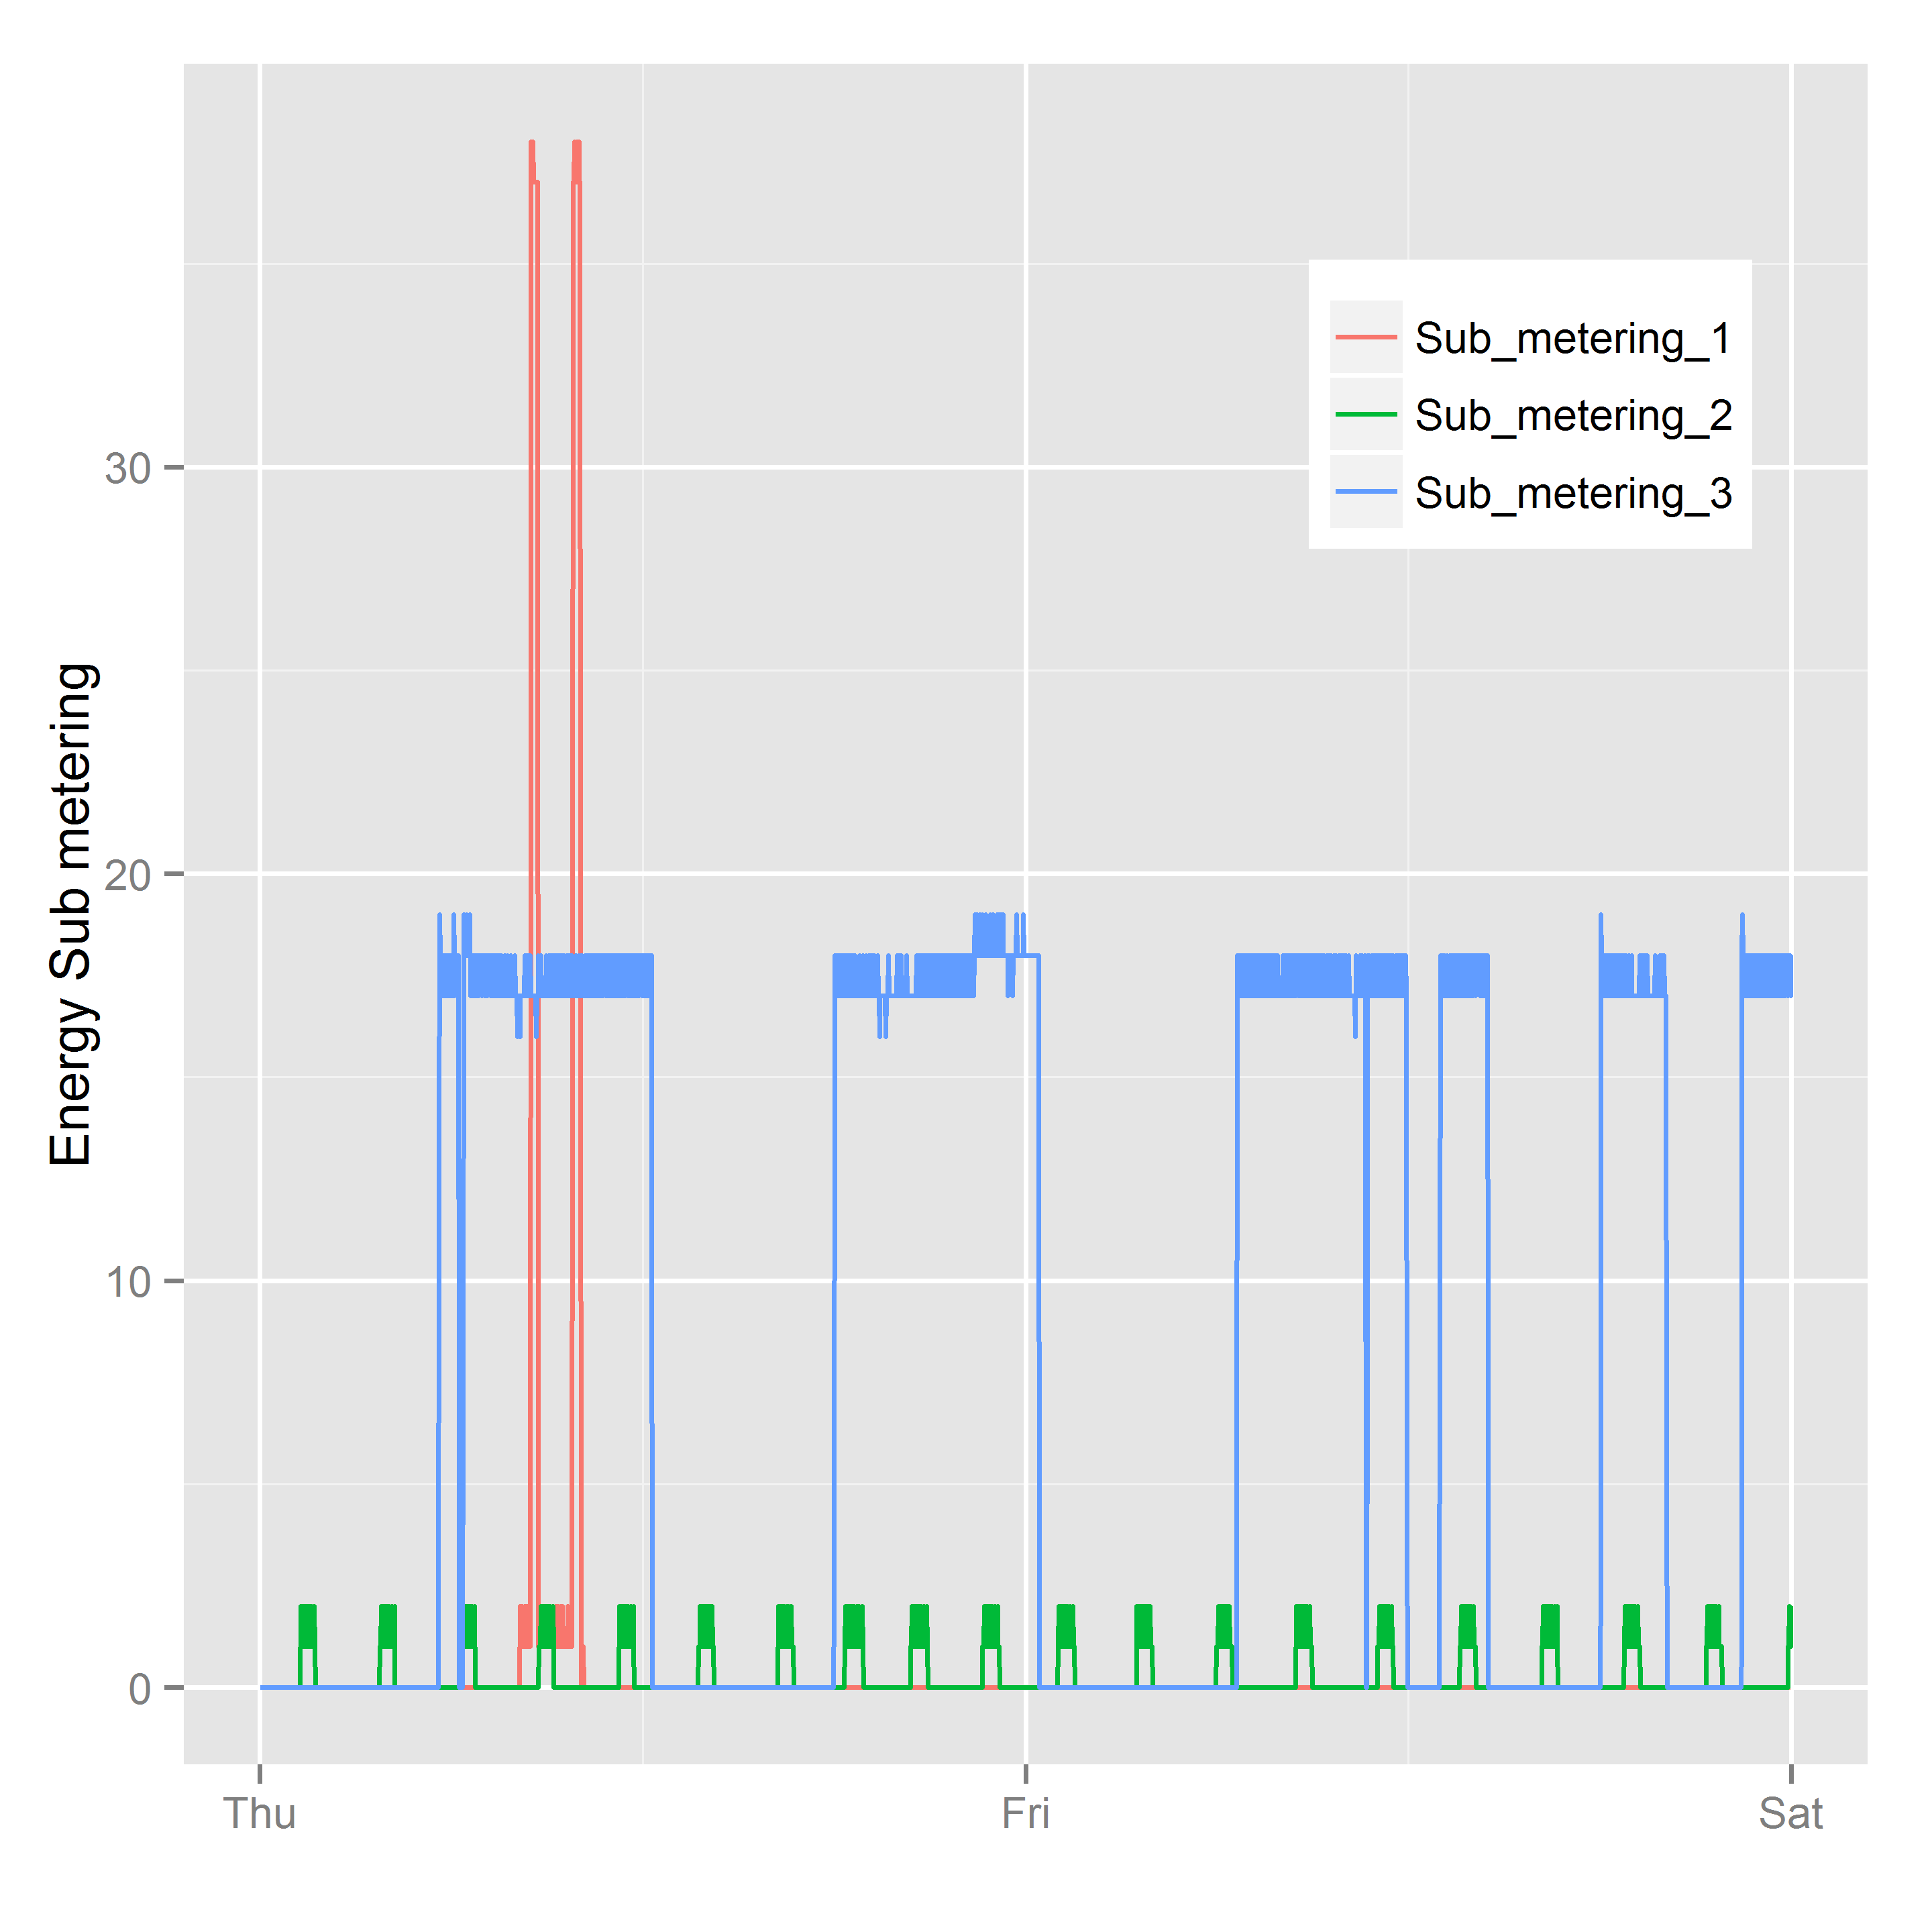 Energy Sub metering
30
20
10
0
Sub_metering_1
Sub_metering_2
Sub_metering_3
Thu
Fri
Sat